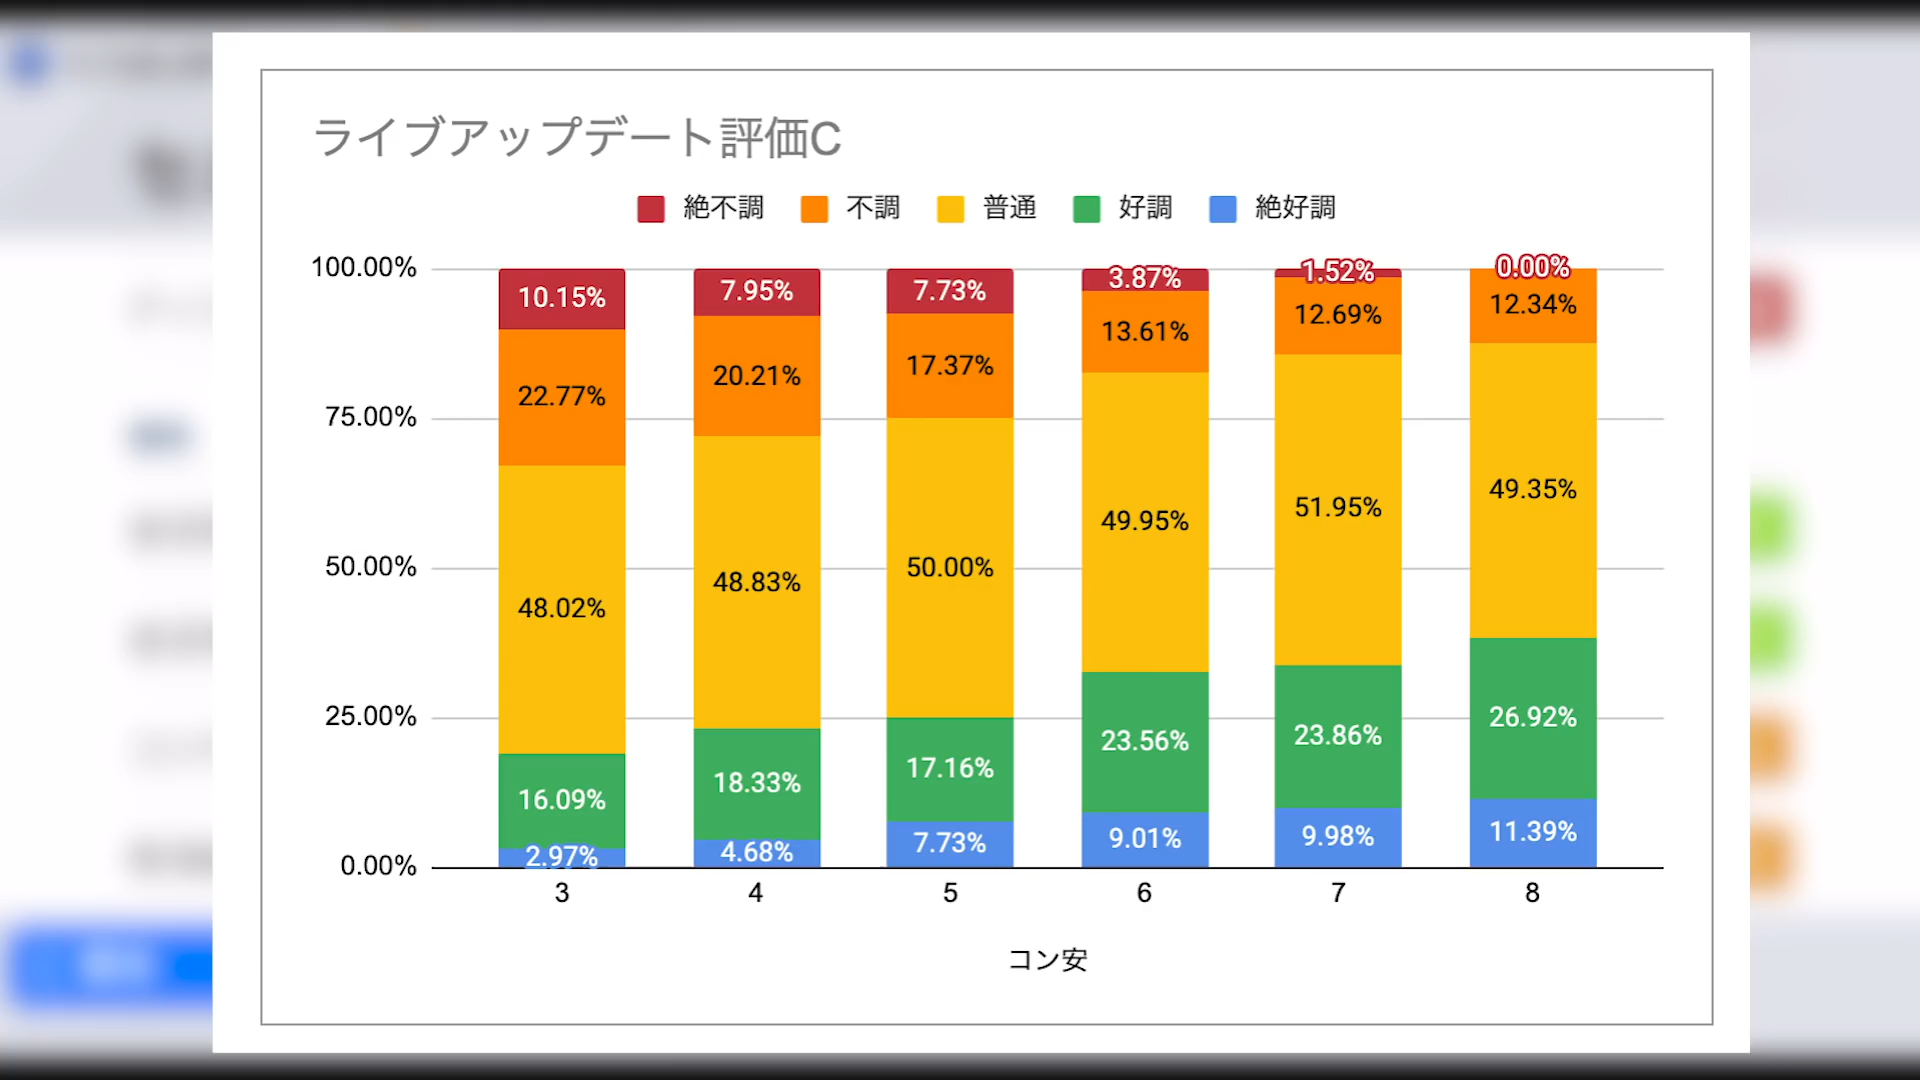 ライブアップデート評価C
絶不調 不調 普通 好調 絶好調
100.00%
75.00%
50.00%
25.00%
0.00%
10.15% 7.95% 7.73% 3.87% 1.52% 0.00%
22.77% 20.21% 17.37% 13.61% 12.69% 12.34%
48.02% 48.83% 50.00% 49.95% 51.95% 49.35%
16.09% 18.33% 17.16% 23.56% 23.86% 26.92%
2.97% 4.68% 7.73% 9.01% 9.98% 11.39%
3 4 5 6 7 8
コン安